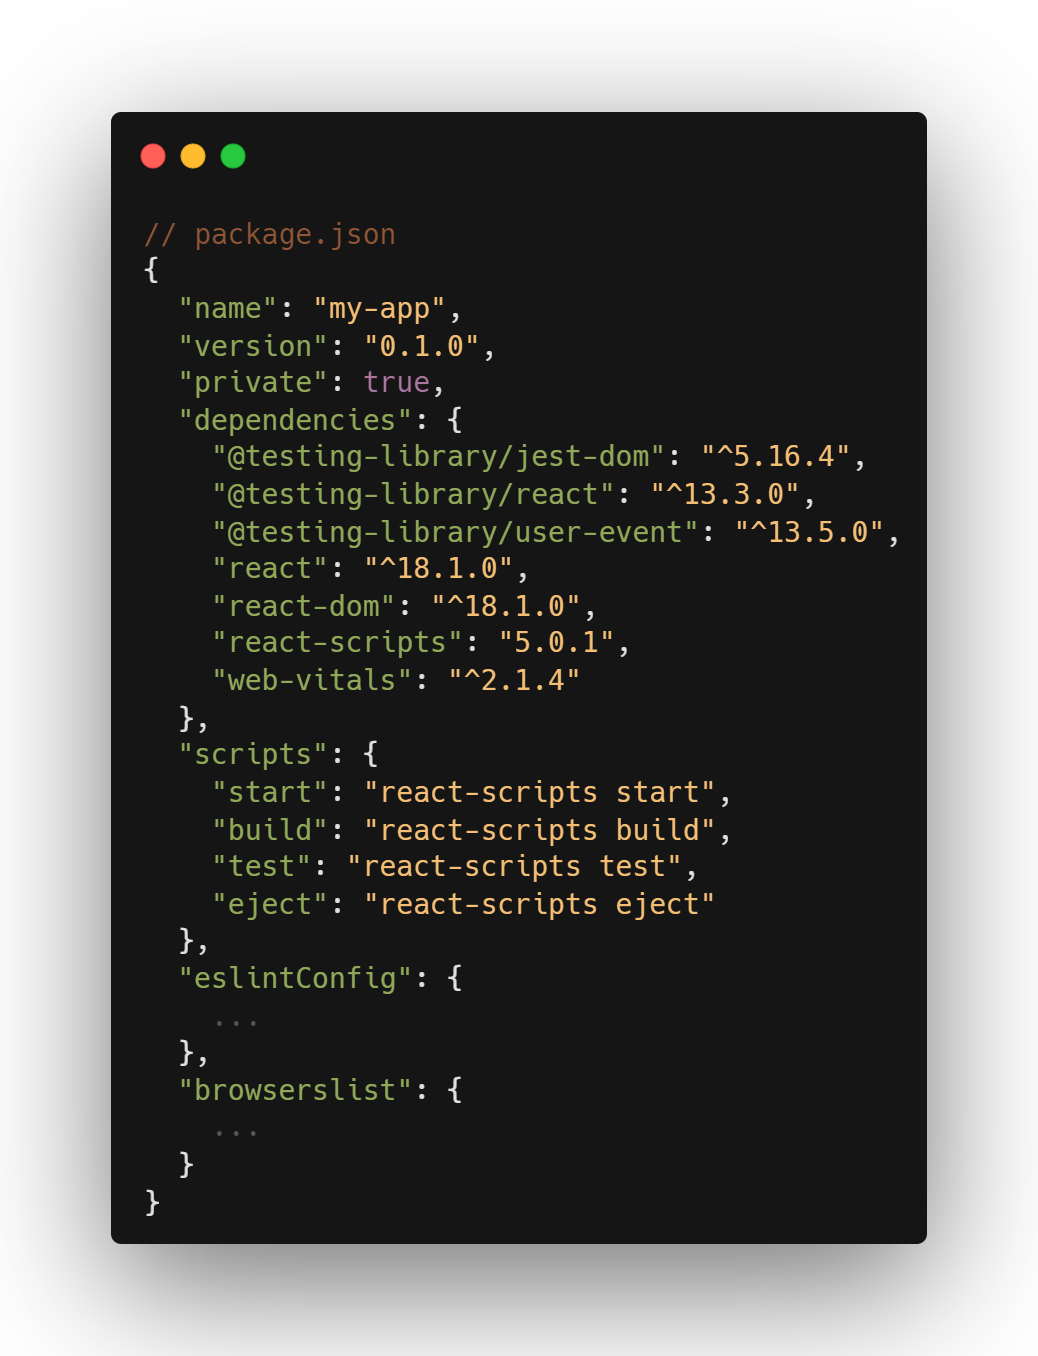 // package.json
{
  "name": "my-app",
  "version": "0.1.0",
  "private": true,
  "dependencies": {
    "@testing-library/jest-dom": "^5.16.4",
    "@testing-library/react": "^13.3.0",
    "@testing-library/user-event": "^13.5.0",
    "react": "^18.1.0",
    "react-dom": "^18.1.0",
    "react-scripts": "5.0.1",
    "web-vitals": "^2.1.4"
  },
  "scripts": {
    "start": "react-scripts start",
    "build": "react-scripts build",
    "test": "react-scripts test",
    "eject": "react-scripts eject"
  },
  "eslintConfig": {
    ...
  },
  "browserslist": {
    ...
  }
}